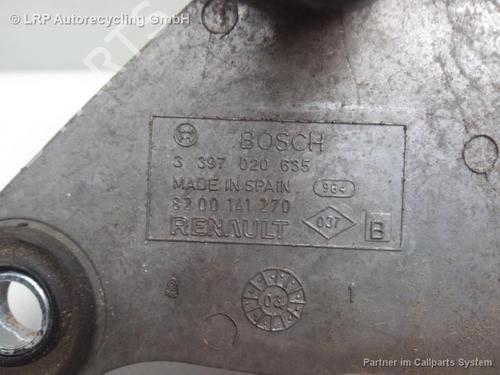 © LRP Autorecycling GmbH
BOSCH
3 397 020 635
MADE IN SPAIN 964
8200 141 270
RENAULT 037 B
03 1
Partner im Callparts System